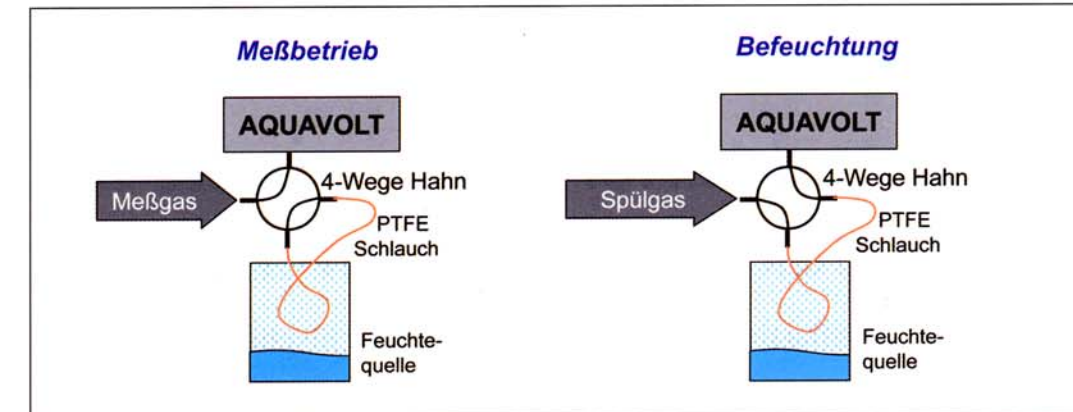 Meßbetrieb
AQUAVOLT
Meßgas
4-Wege Hahn
PTFE
Schlauch
Feuchte-
quelle
Befeuchtung
AQUAVOLT
Spülgas
4-Wege Hahn
PTFE
Schlauch
Feuchte-
quelle